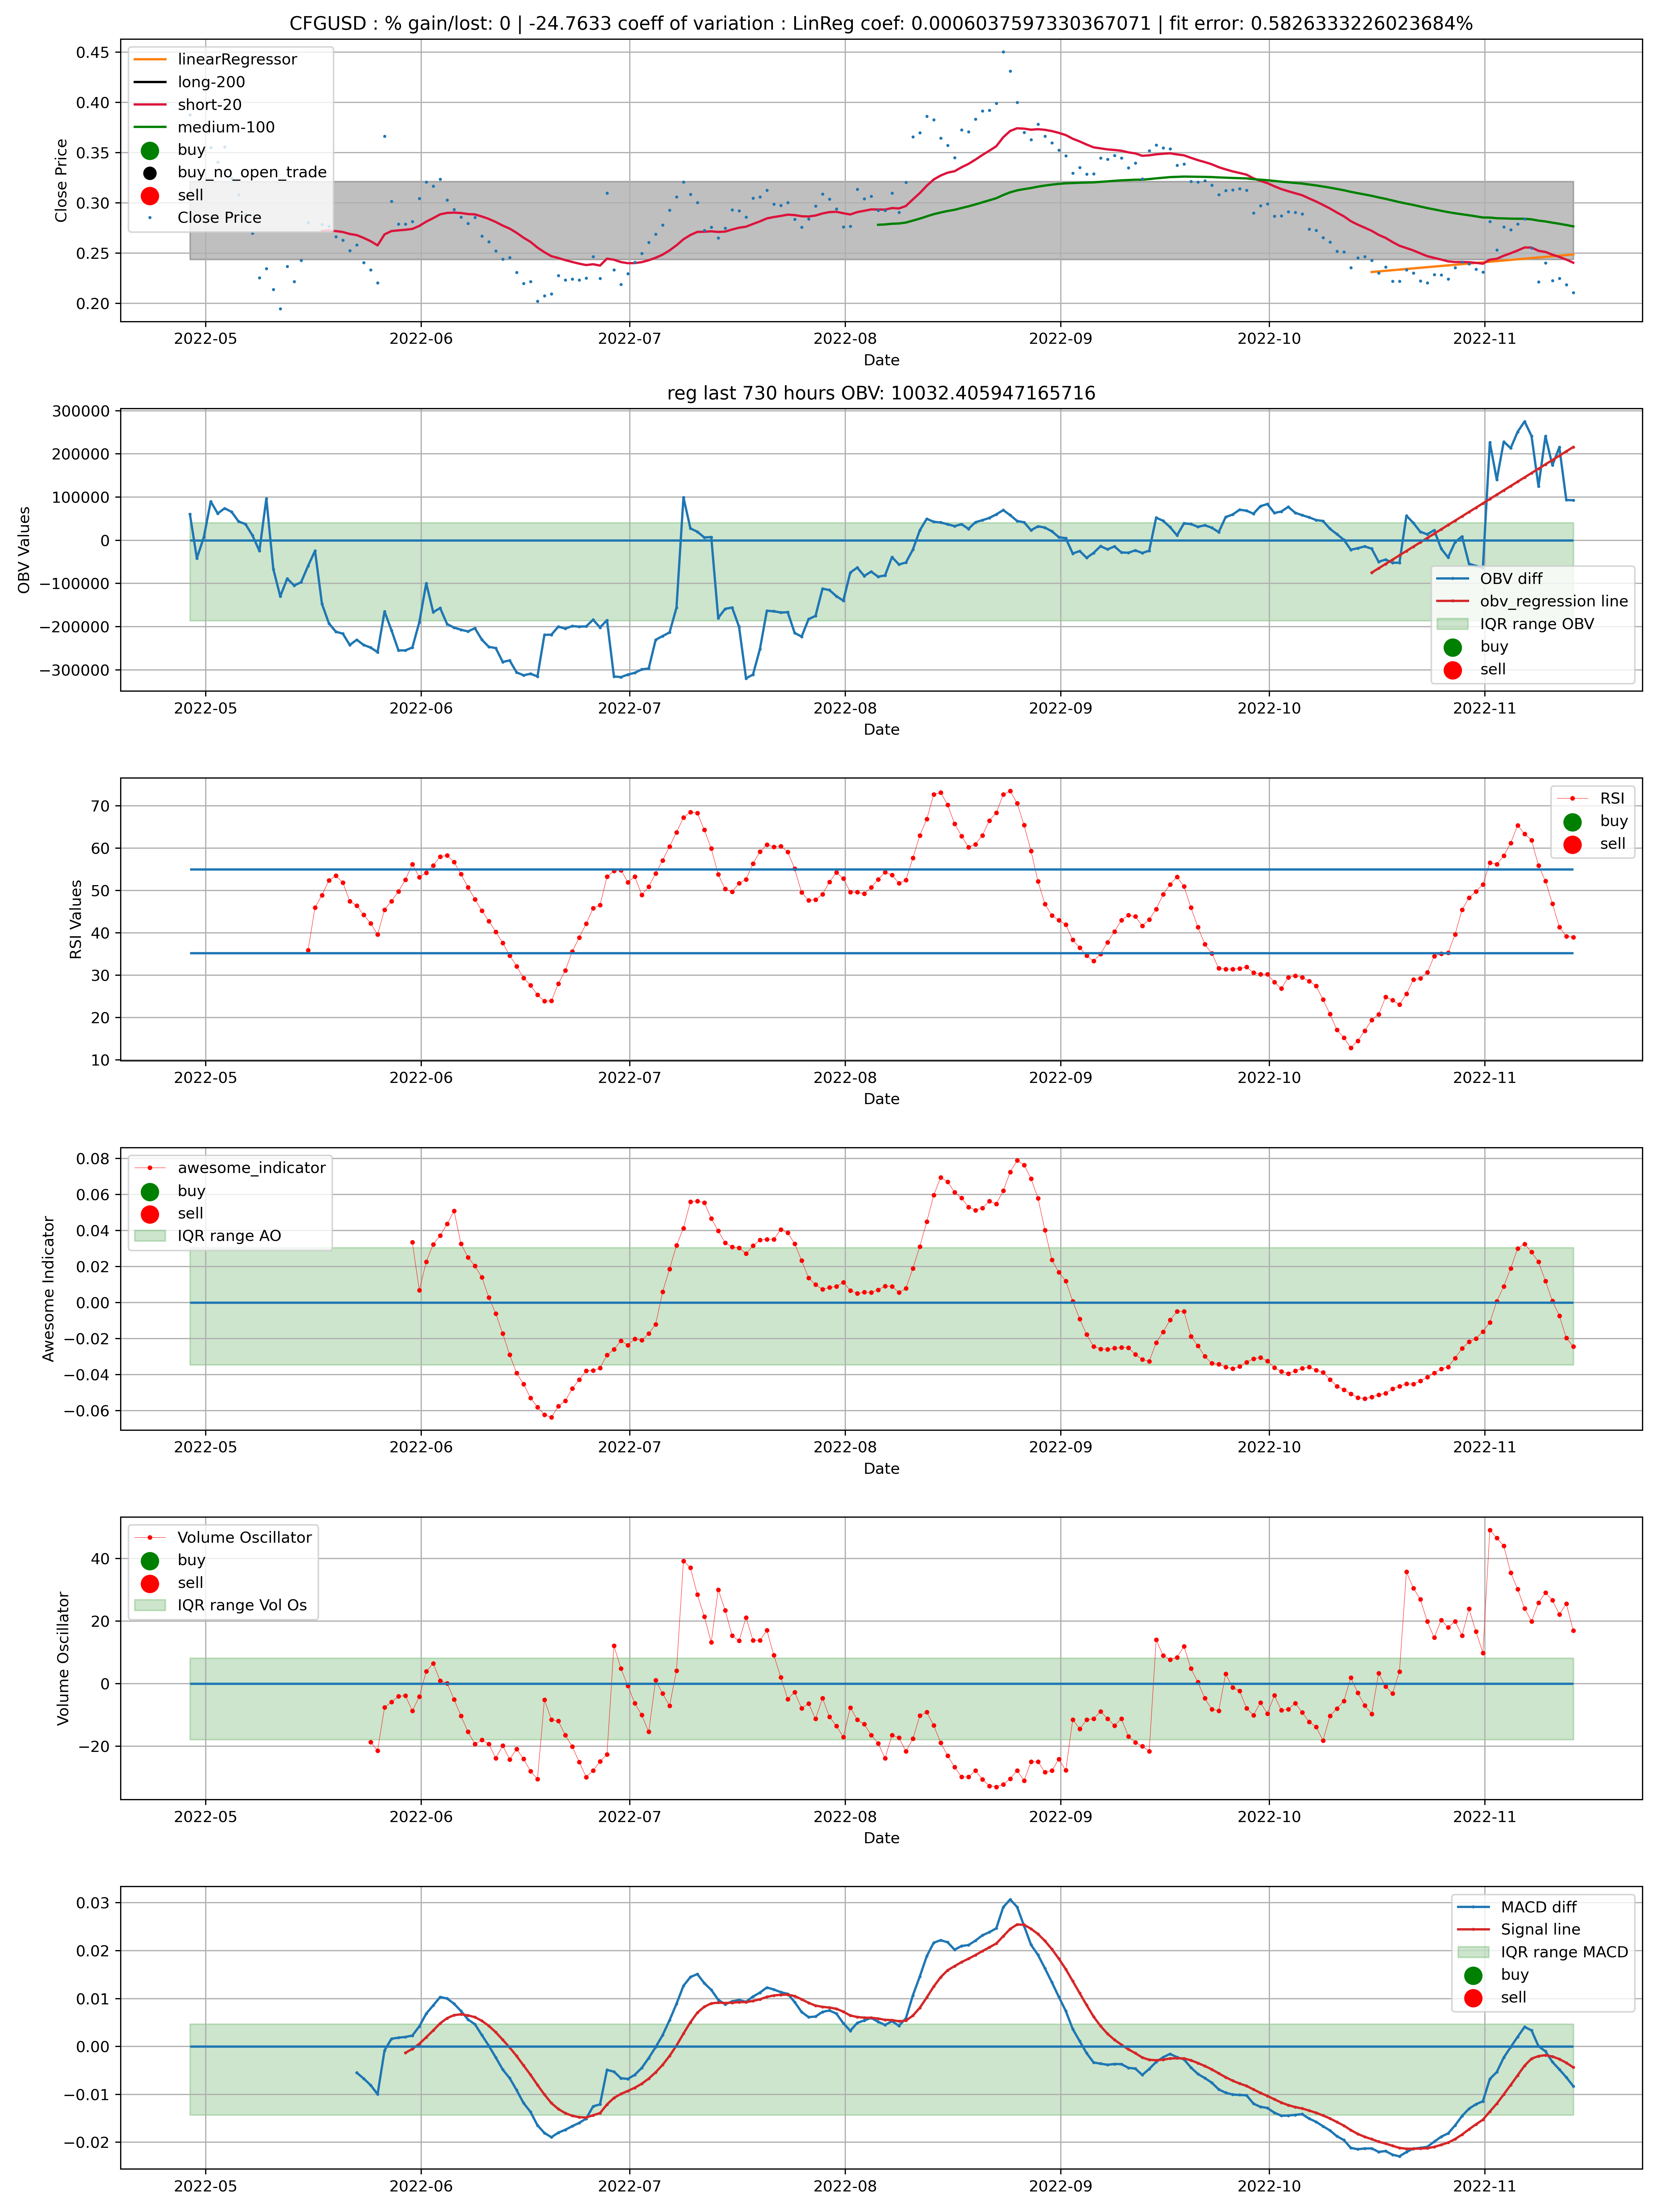 CFGUSD : % gain/lost: 0 | -24.7633 coeff of variation : LinReg coef: 0.0006037597330367071 | fit error: 0.5826333226023684%
linearRegressor
long-200
short-20
medium-100
buy
buy_no_open_trade
sell
Close Price
Close Price
0.45
0.40
0.35
0.30
0.25
0.20
2022-05 2022-06 2022-07 2022-08 2022-09 2022-10 2022-11
Date
reg last 730 hours OBV: 10032.405947165716
OBV Values
300000
200000
100000
0
−100000
−200000
−300000
OBV diff
obv_regression line
IQR range OBV
buy
sell
2022-05 2022-06 2022-07 2022-08 2022-09 2022-10 2022-11
Date
RSI Values
70
60
50
40
30
20
10
RSI
buy
sell
2022-05 2022-06 2022-07 2022-08 2022-09 2022-10 2022-11
Date
Awesome Indicator
0.08
0.06
0.04
0.02
0.00
−0.02
−0.04
−0.06
awesome_indicator
buy
sell
IQR range AO
2022-05 2022-06 2022-07 2022-08 2022-09 2022-10 2022-11
Date
Volume Oscillator
40
20
0
−20
Volume Oscillator
buy
sell
IQR range Vol Os
2022-05 2022-06 2022-07 2022-08 2022-09 2022-10 2022-11
Date
0.03
0.02
0.01
0.00
−0.01
−0.02
MACD diff
Signal line
IQR range MACD
buy
sell
2022-05 2022-06 2022-07 2022-08 2022-09 2022-10 2022-11